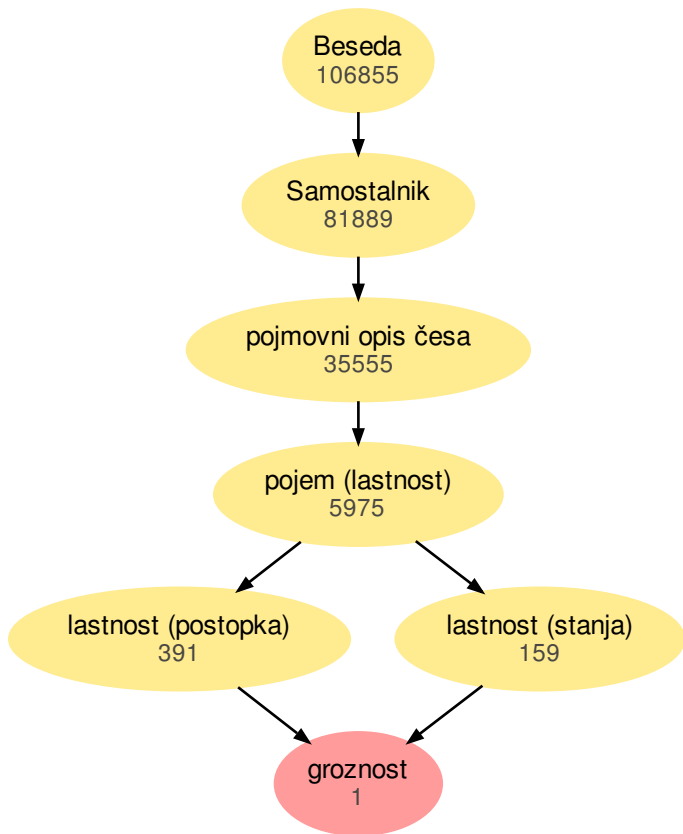 Beseda
106855
Samostalnik
81889
pojmovni opis česa
35555
pojem (lastnost)
5975
lastnost (postopka)
391
lastnost (stanja)
159
groznost
1